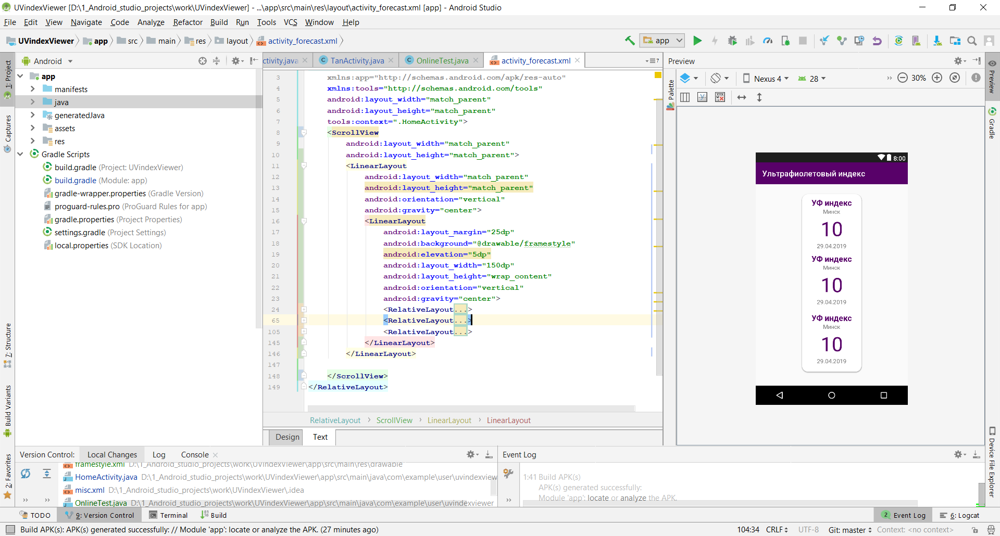 UVindexViewer [D:\1_Android_studio_projects\work\UVindexViewer] - ...\app\src\main\res\layout\activity_forecast.xml [app] - Android Studio
File Edit View Navigate Code Analyze Refactor Build Run Tools VCS Window Help
UVindexViewer app src main res layout activity_forecast.xml
app
1: Project
Captures
7: Structure
Build Variants
2: Favorites
Android
app
manifests
java
generatedJava
assets
res
Gradle Scripts
build.gradle (Project: UVindexViewer)
build.gradle (Module: app)
gradle-wrapper.properties (Gradle Version)
proguard-rules.pro (ProGuard Rules for app)
gradle.properties (Project Properties)
settings.gradle (Project Settings)
local.properties (SDK Location)
ctivity.java TanActivity.java OnlineTest.java activity_forecast.xml 7
3 xmlns:app="http://schemas.android.com/apk/res-auto"
4 xmlns:tools="http://schemas.android.com/tools"
5 android:layout_width="match_parent"
6 android:layout_height="match_parent"
7 tools:context=".HomeActivity">
8 <ScrollView
9 android:layout_width="match_parent"
10 android:layout_height="match_parent">
11 <LinearLayout
12 android:layout_width="match_parent"
13 android:layout_height="match_parent"
14 android:orientation="vertical"
15 android:gravity="center">
16 <LinearLayout
17 android:layout_margin="25dp"
18 android:background="@drawable/framestyle"
19 android:elevation="5dp"
20 android:layout_width="150dp"
21 android:layout_height="wrap_content"
22 android:orientation="vertical"
23 android:gravity="center">
24 <RelativeLayout...>
65 <RelativeLayout...>
105 <RelativeLayout...>
145 </LinearLayout>
146 </LinearLayout>
147
148 </ScrollView>
149 </RelativeLayout>
RelativeLayout ScrollView LinearLayout LinearLayout
Design Text
Preview
Palette
Nexus 4 28 » 30%
8:00
Ультрафиолетовый индекс
УФ индекс
Минск
10
29.04.2019
УФ индекс
Минск
10
29.04.2019
УФ индекс
Минск
10
29.04.2019
Preview
Gradle
Device File Explorer
Version Control: Local Changes Log Console
framestyle.xml D:\1_Android_studio_projects\work\UVindexViewer\app\src\main\res\drawable
HomeActivity.java D:\1_Android_studio_projects\work\UVindexViewer\app\src\main\java\com\example\user\uvindexview
misc.xml D:\1_Android_studio_projects\work\UVindexViewer\.idea
OnlineTest.java D:\1_Android_studio_projects\work\UVindexViewer\app\src\main\java\com\example\user\uvindexviewer
» »
Event Log
1:41 Build APK(s)
APK(s) generated successfully:
Module 'app': locate or analyze the APK.
»
TODO 9: Version Control Terminal Build 2 Event Log 6: Logcat
Build APK(s): APK(s) generated successfully: // Module 'app': locate or analyze the APK. (27 minutes ago) 104:34 CRLF UTF-8 Git: master Context: <no context>